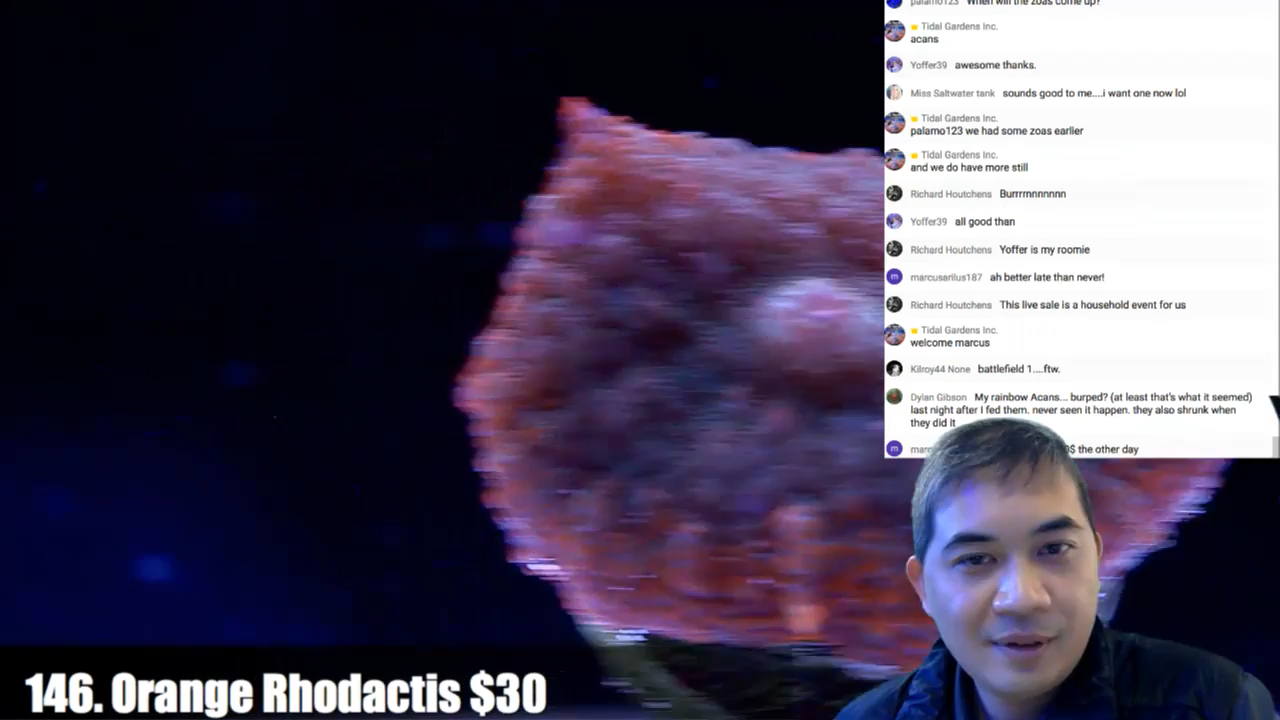 palamo123 When will the zoas come up?
Tidal Gardens Inc.
acans
Yoffer39 awesome thanks.
Miss Saltwater tank sounds good to me....i want one now lol
Tidal Gardens Inc.
palamo123 we had some zoas earlier
Tidal Gardens Inc.
and we do have more still
Richard Houtchens Burrrrnnnnnnn
Yoffer39 all good than
Richard Houtchens Yoffer is my roomie
m marcusarilus187 ah better late than never!
Richard Houtchens This live sale is a household event for us
Tidal Gardens Inc.
welcome marcus
Kilroy44 None battlefield 1....ftw.
Dylan Gibson My rainbow Acans... burped? (at least that's what it seemed)
last night after I fed them. never seen it happen. they also shrunk when
they did it
m the other day
146. Orange Rhodactis $30